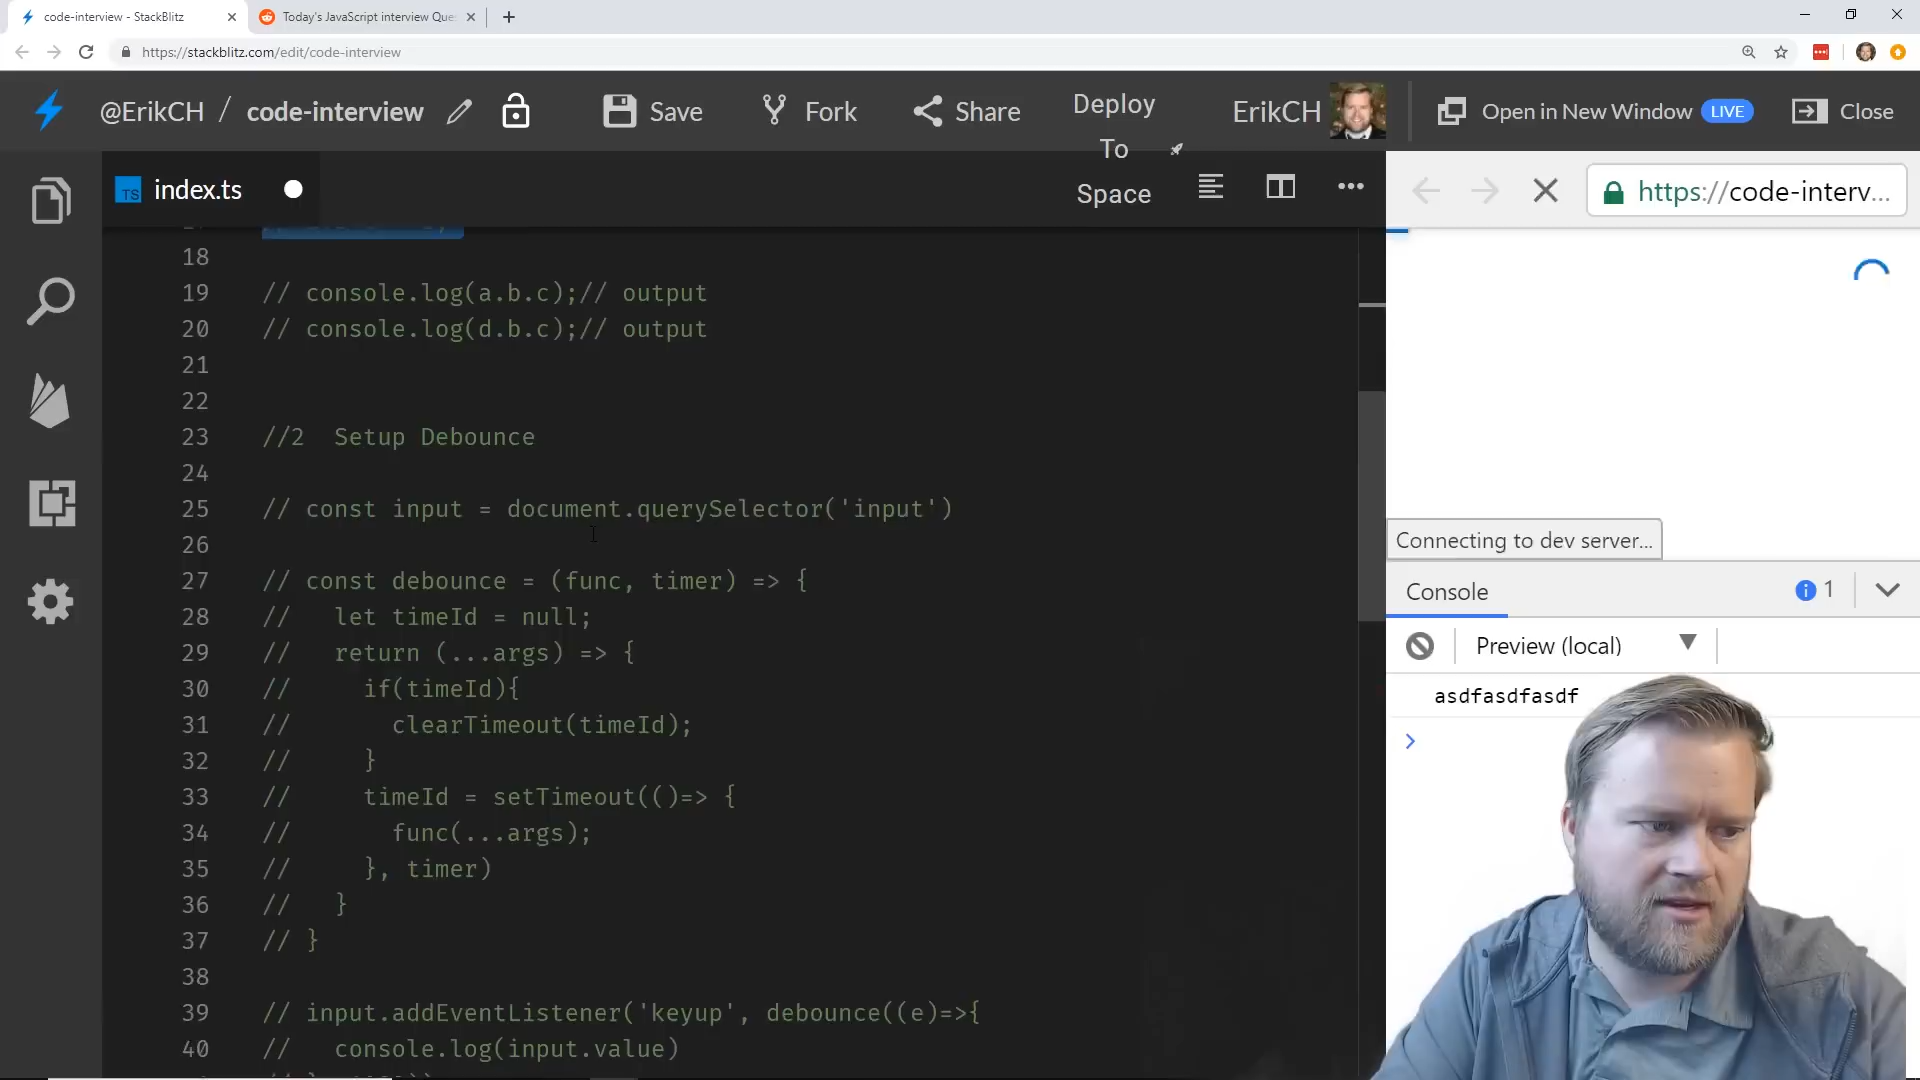 code-interview - StackBlitz
Today's JavaScript interview Que
https://stackblitz.com/edit/code-interview
@ErikCH / code-interview
Save
Fork
Share
Deploy
To
Space
ErikCH
Open in New Window LIVE
Close
TS index.ts
https://code-interv...
18
19 // console.log(a.b.c);// output
20 // console.log(d.b.c);// output
21
22
23 //2 Setup Debounce
24
25 // const input = document.querySelector('input')
26
27 // const debounce = (func, timer) => {
28 //   let timeId = null;
29 //   return (...args) => {
30 //     if(timeId){
31 //       clearTimeout(timeId);
32 //     }
33 //     timeId = setTimeout(()=> {
34 //       func(...args);
35 //     }, timer)
36 //   }
37 // }
38
39 // input.addEventListener('keyup', debounce((e)=>{
40 //   console.log(input.value)
Connecting to dev server...
Console
1
Preview (local)
asdfasdfasdf